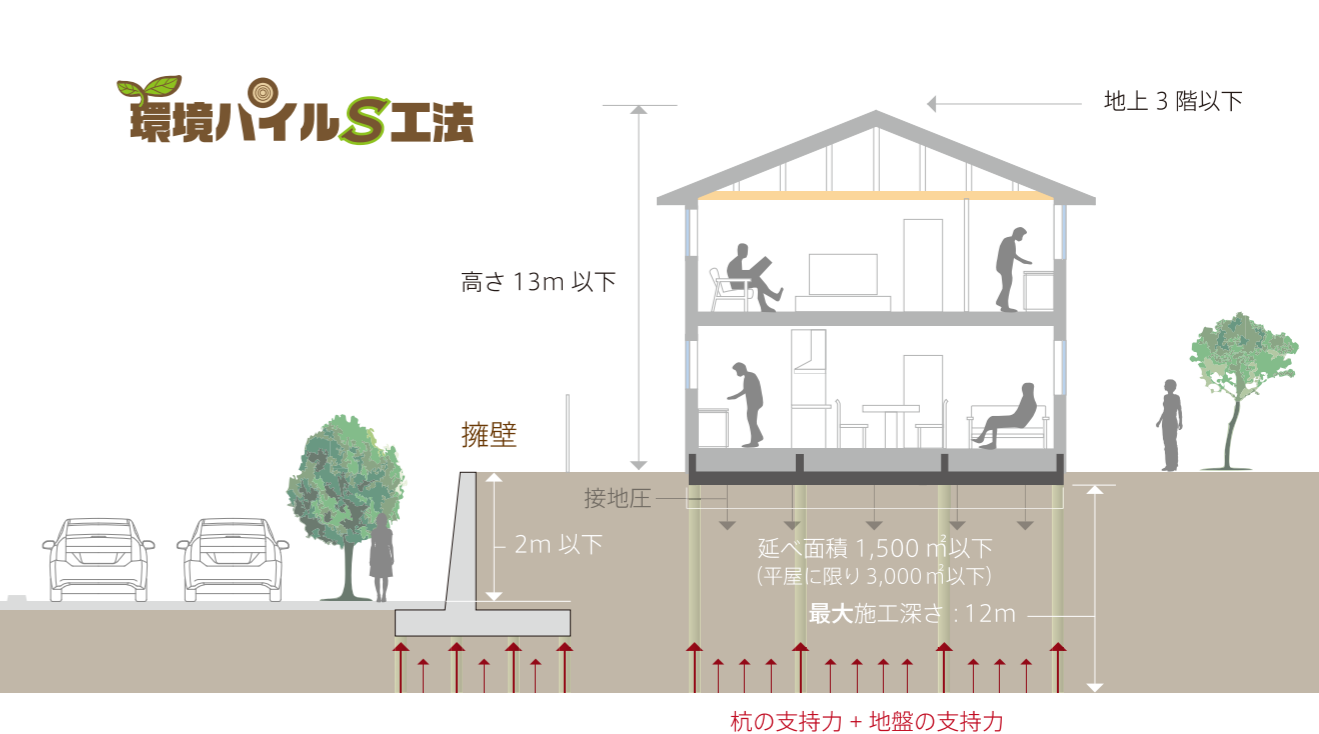 環境パイルS工法
地上 3 階以下
高さ 13m 以下
擁壁
接地圧
2m 以下
延べ面積 1,500 ㎡以下
(平屋に限り 3,000㎡以下)
最大施工深さ : 12m
杭の支持力 + 地盤の支持力